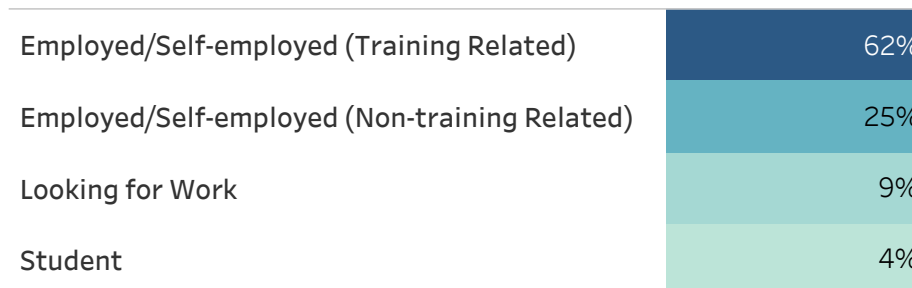 Employed/Self-employed (Training Related) 62%
Employed/Self-employed (Non-training Related) 25%
Looking for Work 9%
Student 4%